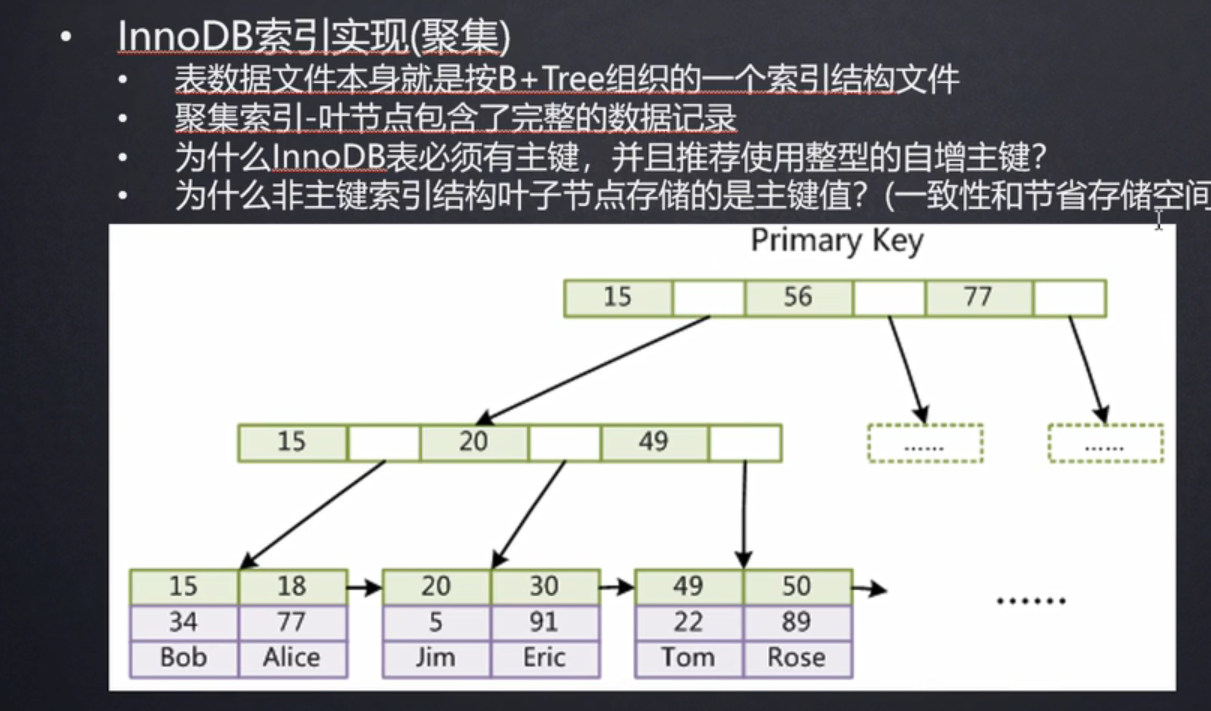 InnoDB索引实现(聚集)
表数据文件本身就是按B+Tree组织的一个索引结构文件
聚集索引-叶节点包含了完整的数据记录
为什么InnoDB表必须有主键，并且推荐使用整型的自增主键？
为什么非主键索引结构叶子节点存储的是主键值？(一致性和节省存储空间
Primary Key
15 56 77
15 20 49 ...... ......
15 18 20 30 49 50
34 77 5 91 22 89
Bob Alice Jim Eric Tom Rose
......